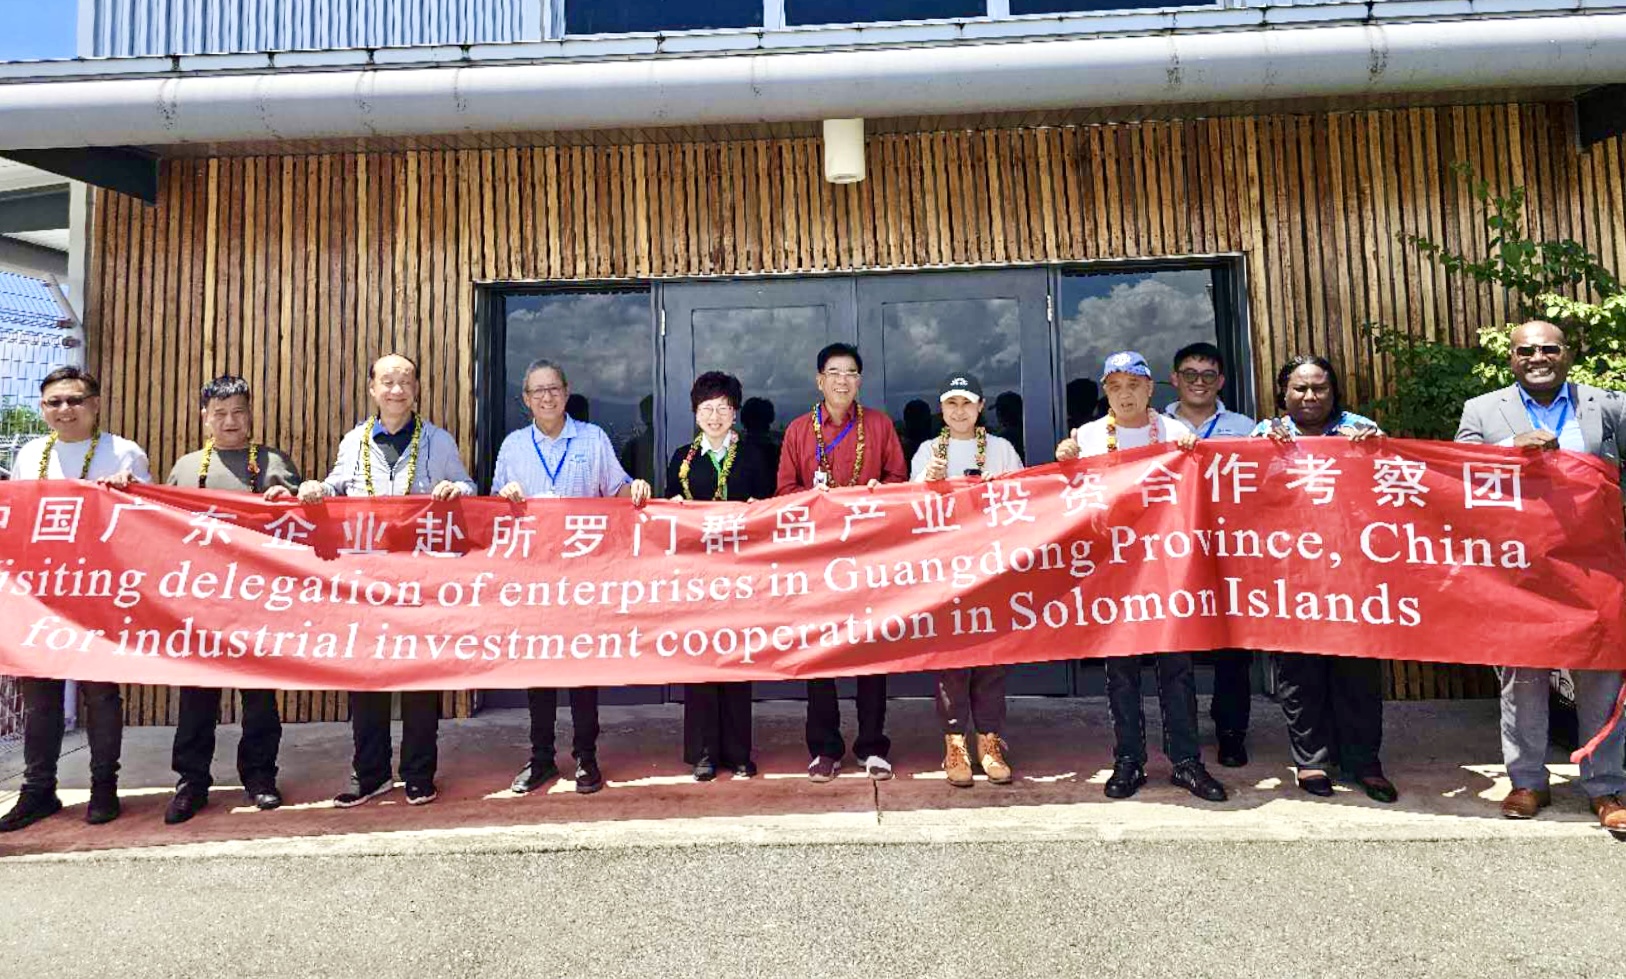 国广东企业赴所罗门群岛产业投资合作考察团
delegation of enterprises in Guangdong Province, China
for industrial investment cooperation in Solomon Islands